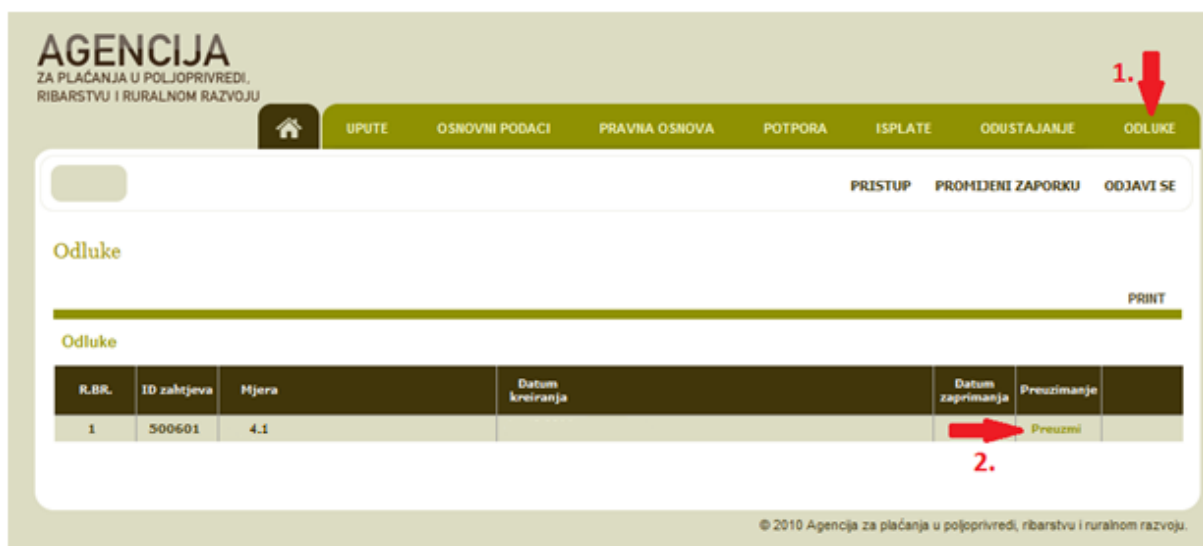 AGENCIJA
ZA PLAĆANJA U POLJOPRIVREDI,
RIBARSTVU I RURALNOM RAZVOJU
1.
UPUTE OSNOVNI PODACI PRAVNA OSNOVA POTPORA ISPLATE ODUSTAJANJE ODLUKE
PRISTUP PROMIJENI ZAPORKU ODJAVI SE
Odluke
PRINT
Odluke
R.BR. ID zahtjeva Mjera Datum kreiranja Datum zaprimanja Preuzimanje
1 500601 4.1 Preuzmi
2.
© 2010 Agencija za plaćanja u poljoprivredi, ribarstvu i ruralnom razvoju.